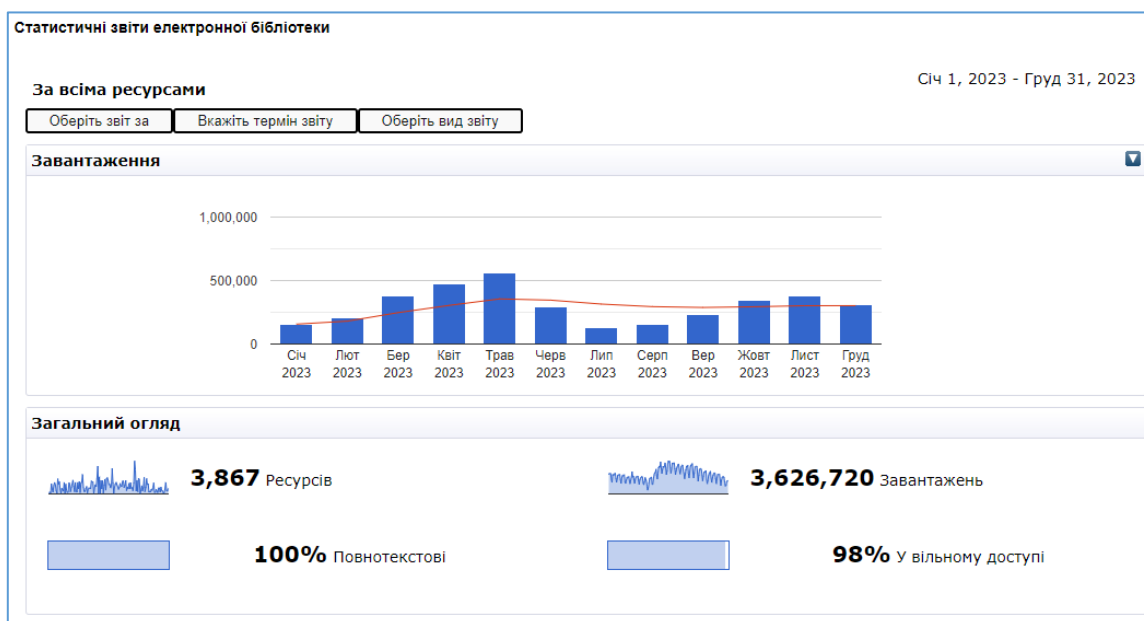 Статистичні звіти електронної бібліотеки
Січ 1, 2023 - Груд 31, 2023
За всіма ресурсами
Оберіть звіт за Вкажіть термін звіту Оберіть вид звіту
Завантаження
1,000,000
500,000
0
Січ Лют Бер Квіт Трав Черв Лип Серп Вер Жовт Лист Груд
2023 2023 2023 2023 2023 2023 2023 2023 2023 2023 2023 2023
Загальний огляд
3,867 Ресурсів 3,626,720 Завантажень
100% Повнотекстові 98% У вільному доступі